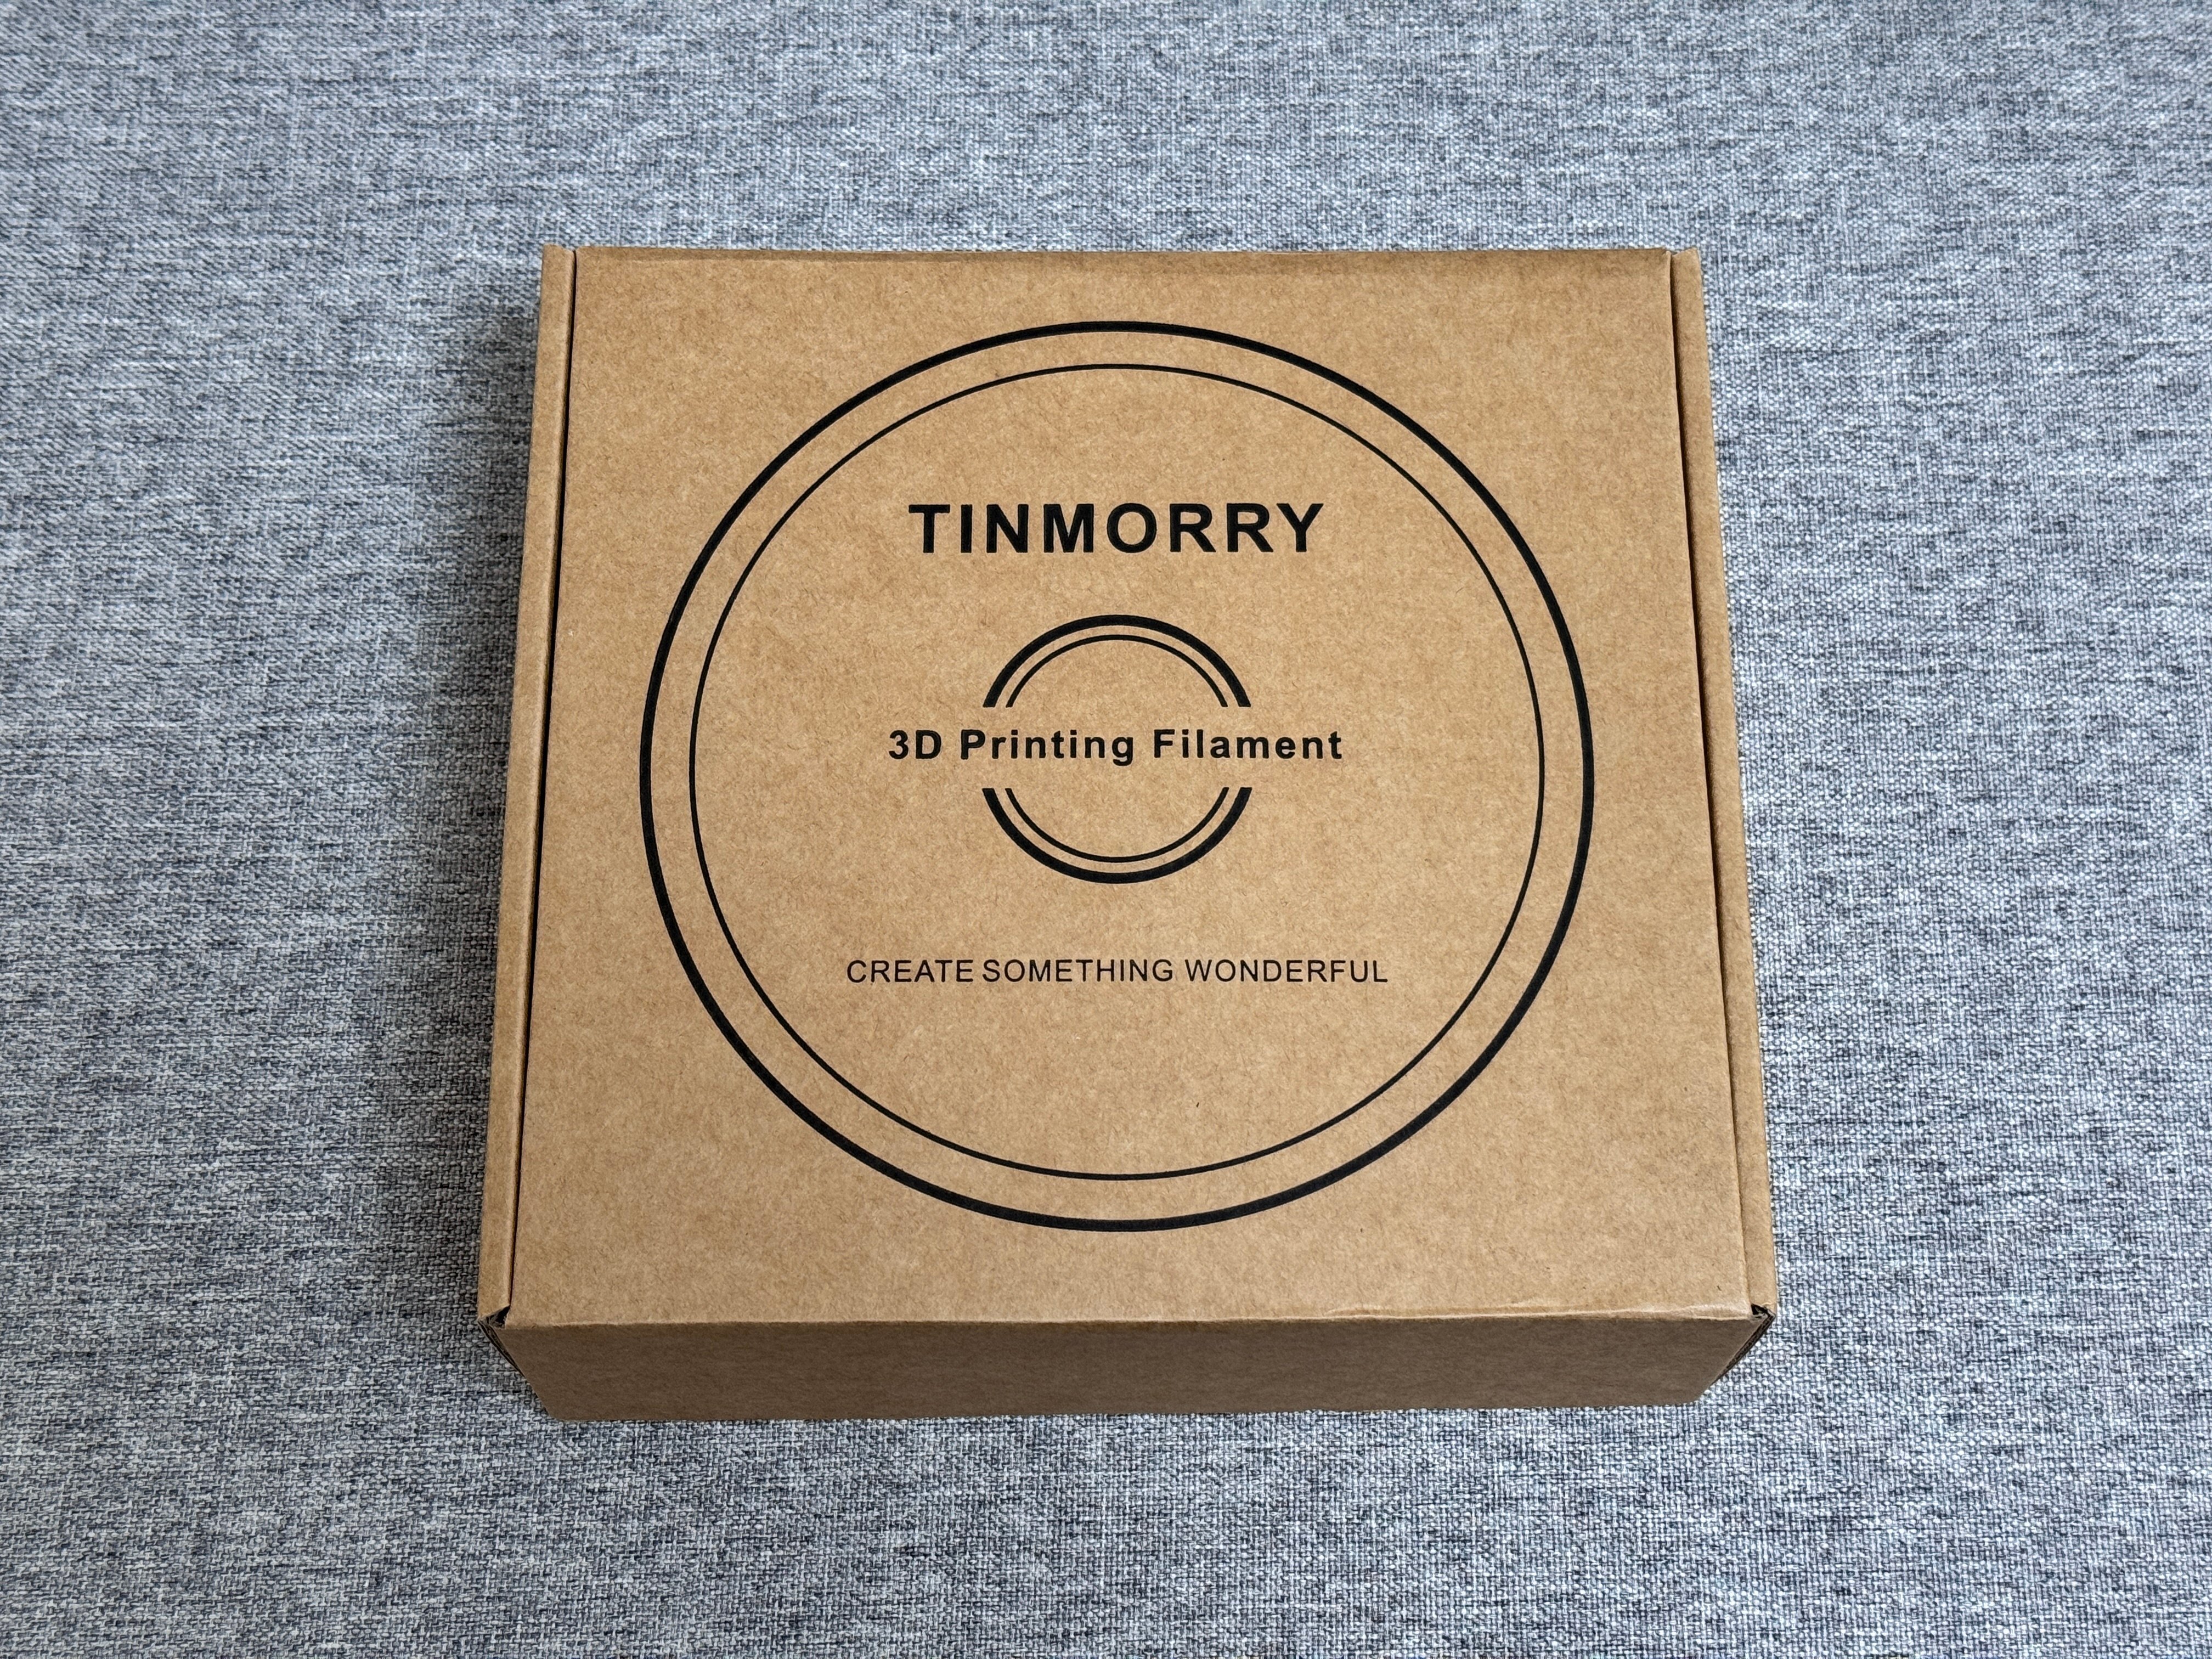 TINMORRY
3D Printing Filament
CREATE SOMETHING WONDERFUL